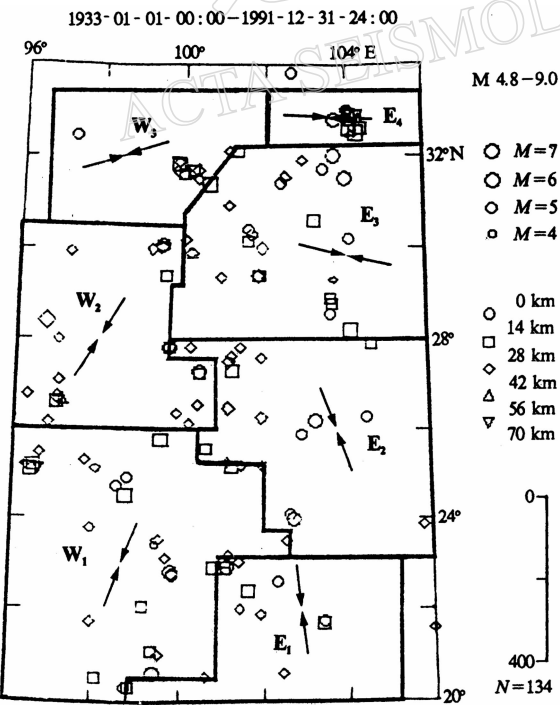 1933-01-01-00:00—1991-12-31-24:00
ACTA SEISMOL
96°
100°
104° E
M 4.8-9.0
W₃
E₄
32°N
M=7
M=6
M=5
M=4
E₃
W₂
0 km
14 km
28 km
42 km
56 km
70 km
28°
E₂
0
24°
W₁
E₁
400
N=134
20°